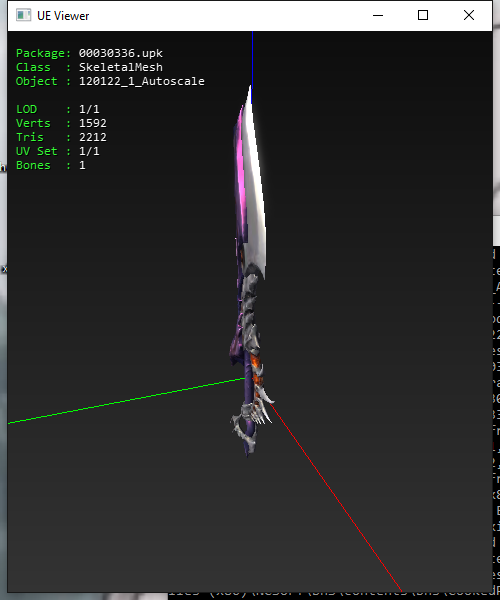 UE Viewer
Package: 00030336.upk
Class : SkeletalMesh
Object : 120122_1_Autoscale
LOD : 1/1
Verts : 1592
Tris : 2212
UV Set : 1/1
Bones : 1